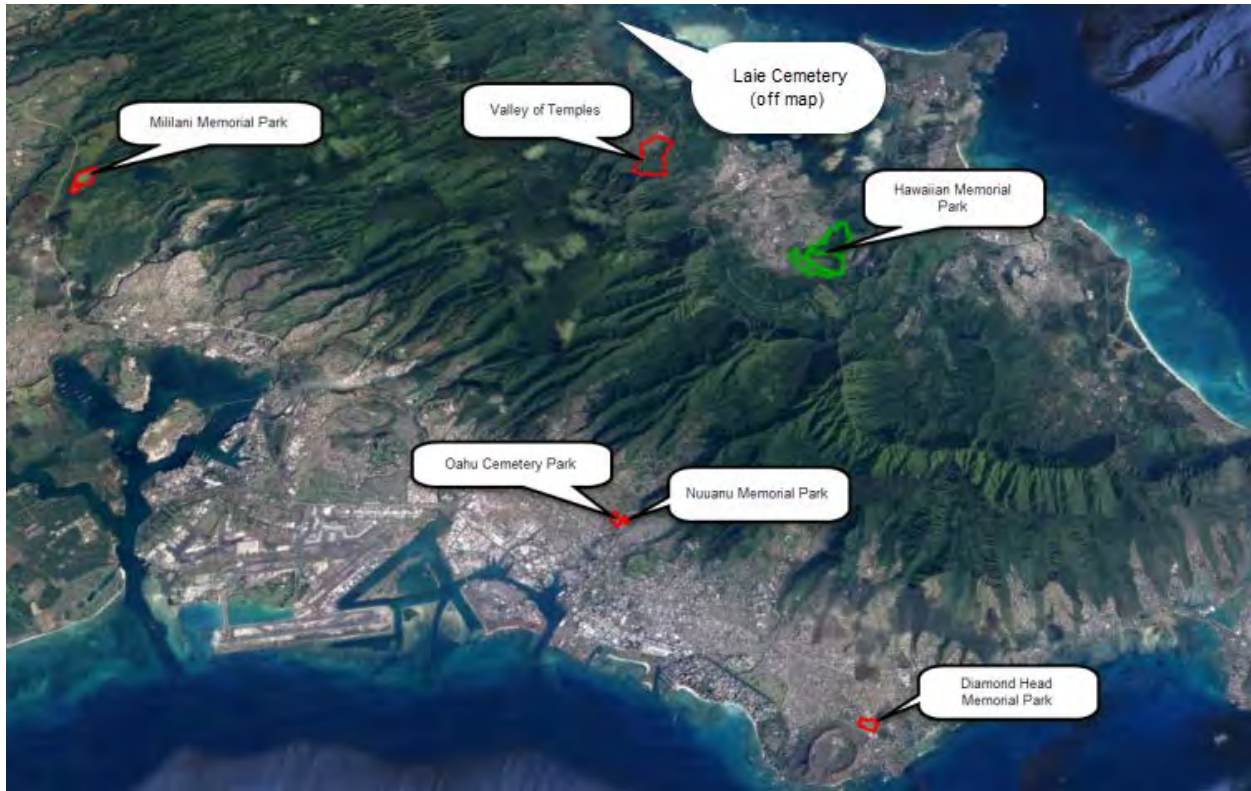 Laie Cemetery
(off map)
Valley of Temples
Mililani Memorial Park
Hawaiian Memorial
Park
Oahu Cemetery Park
Nuuanu Memorial Park
Diamond Head
Memorial Park